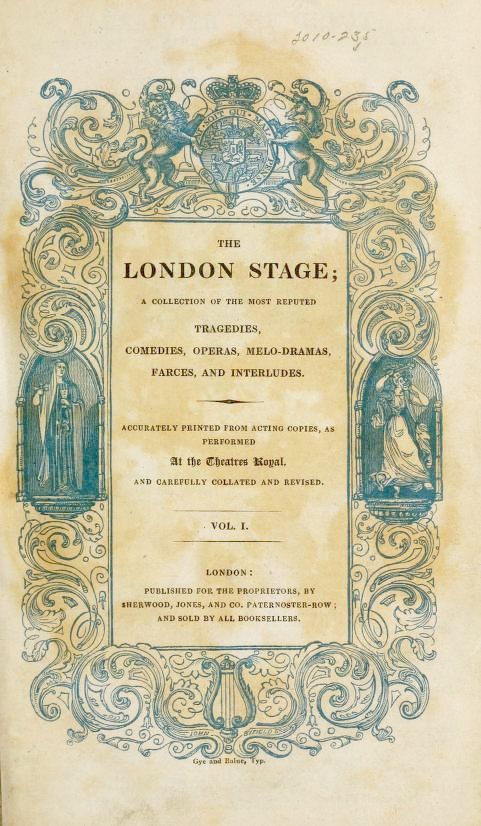 2010-235
THE
LONDON STAGE;
A COLLECTION OF THE MOST REPUTED
TRAGEDIES,
COMEDIES, OPERAS, MELO-DRAMAS,
FARCES, AND INTERLUDES.
ACCURATELY PRINTED FROM ACTING COPIES, AS
PERFORMED
At the Theatres Royal,
AND CAREFULLY COLLATED AND REVISED.
VOL. I.
LONDON:
PUBLISHED FOR THE PROPRIETORS, BY
SHERWOOD, JONES, AND CO. PATERNOSTER-ROW;
AND SOLD BY ALL BOOKSELLERS.
JOHN BYFIELD
Gye and Balne, Typ.